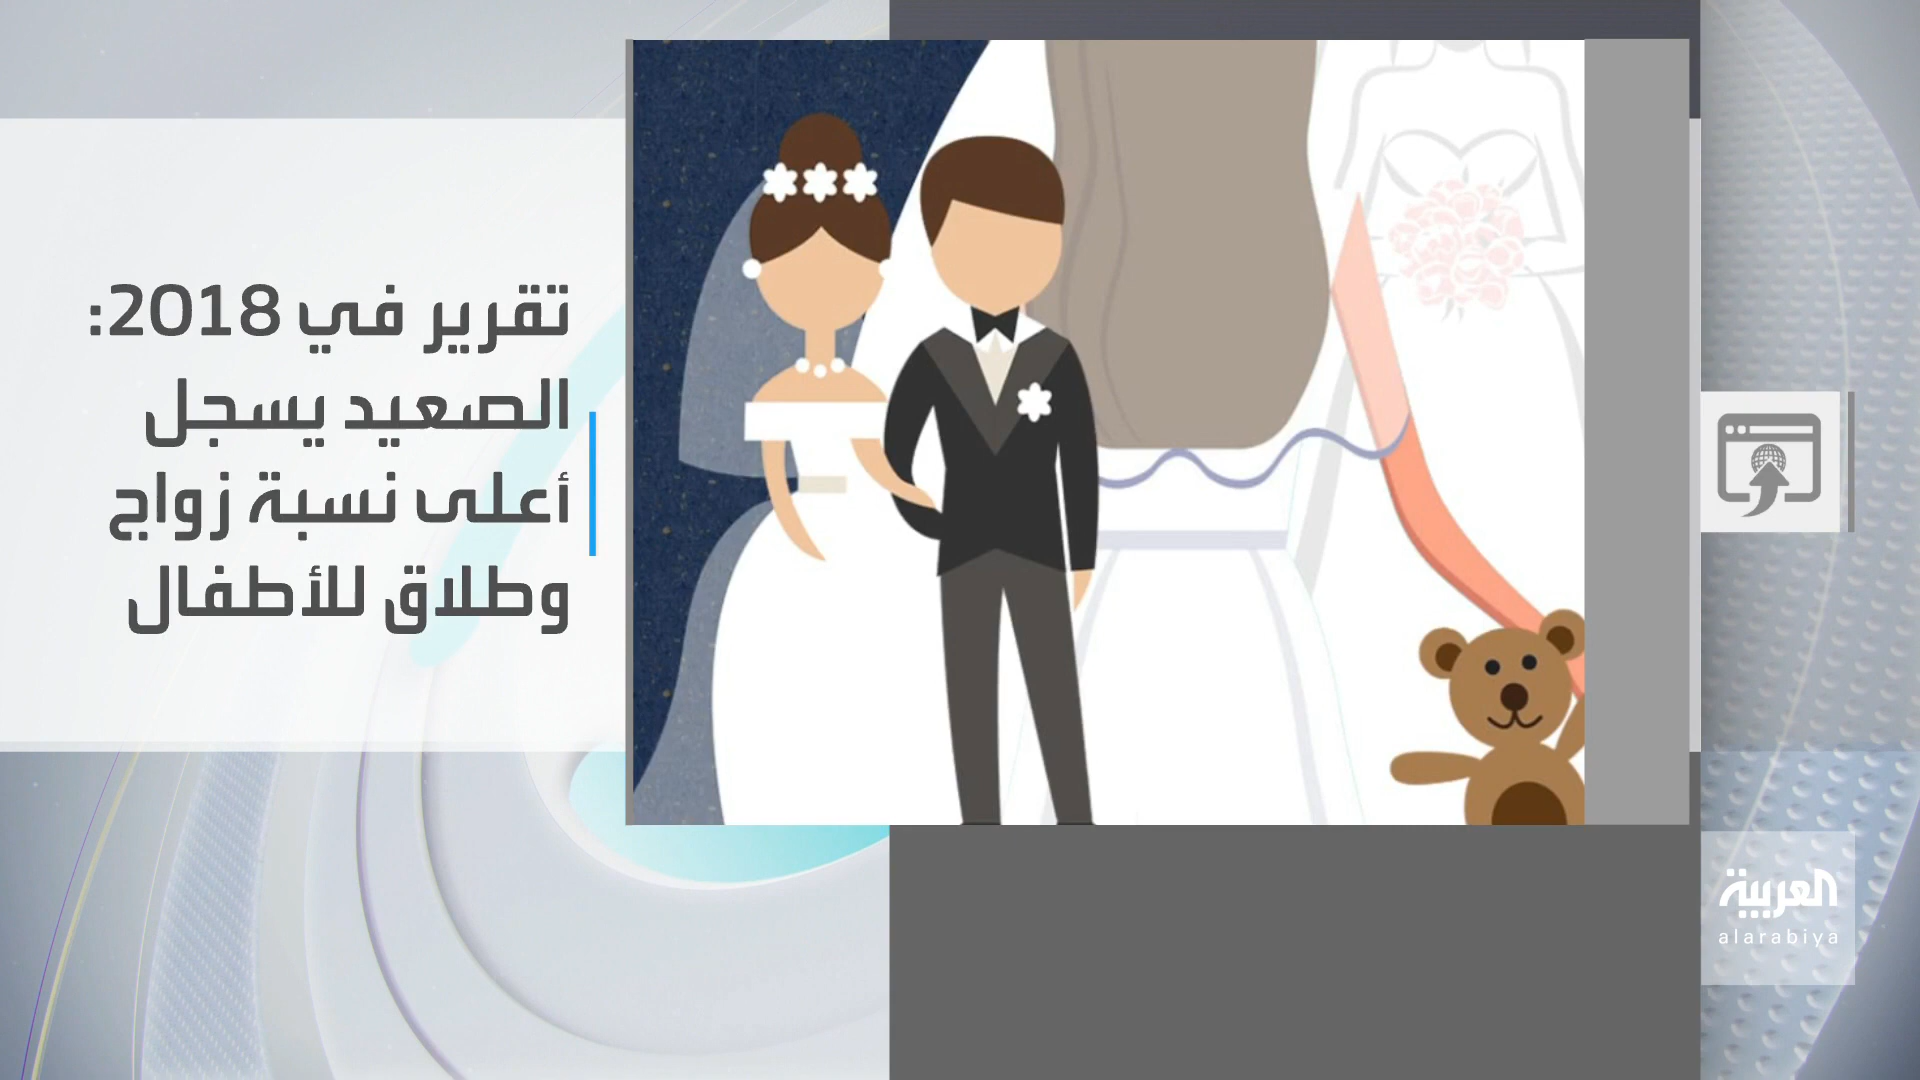 تقرير في 2018:
الصعيد يسجل
أعلى نسبة زواج
وطلاق للأطفال
العربية
alarabiya